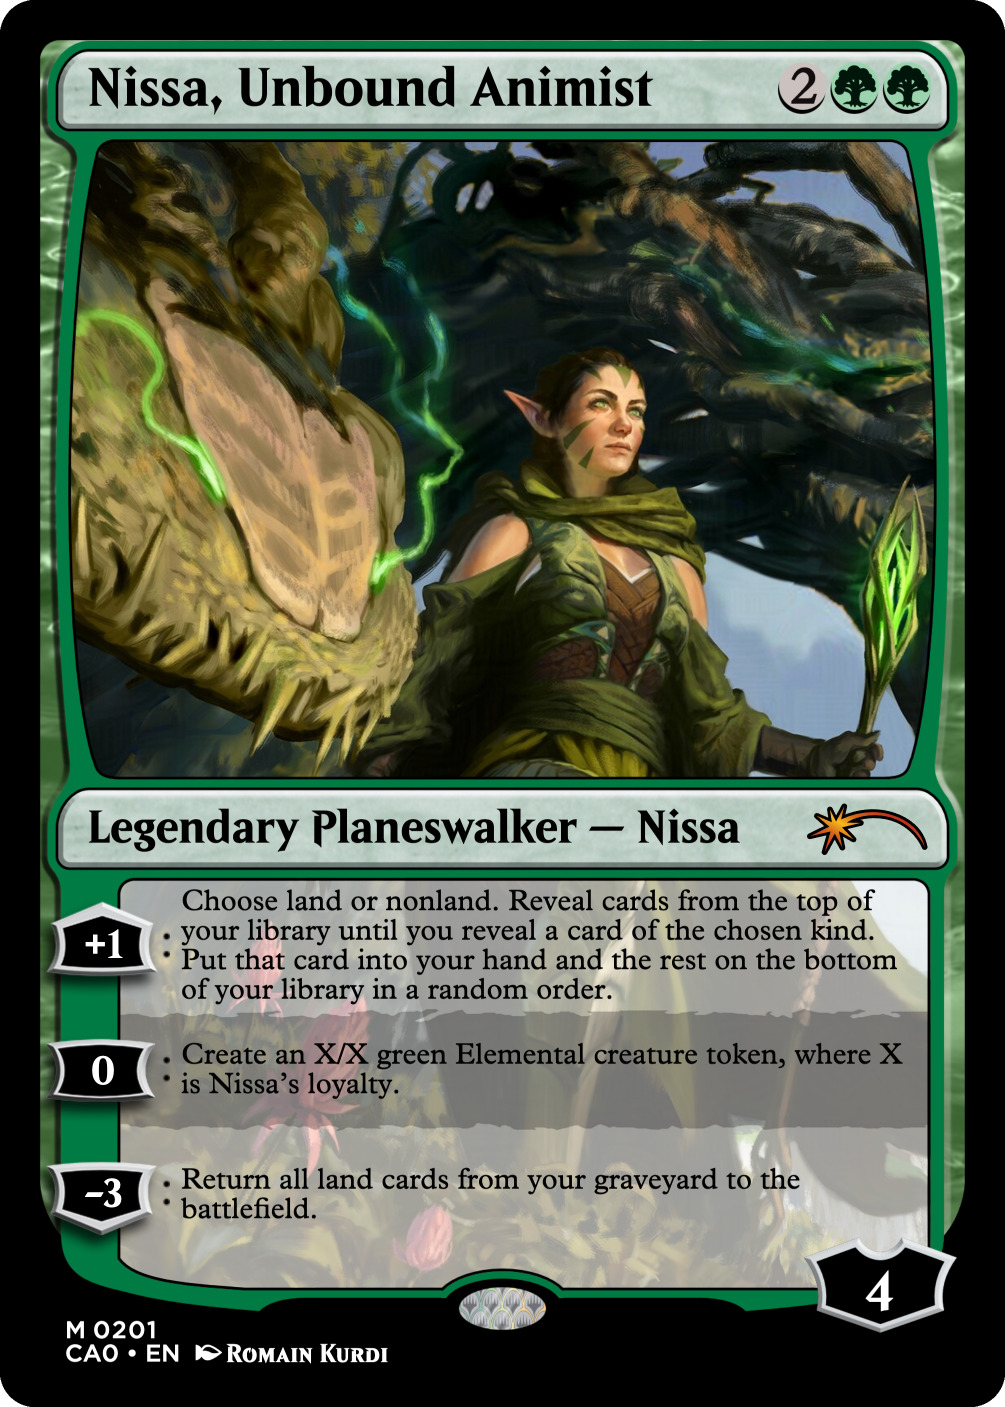 Nissa, Unbound Animist 2
Legendary Planeswalker — Nissa
Choose land or nonland. Reveal cards from the top of
+1: your library until you reveal a card of the chosen kind.
Put that card into your hand and the rest on the bottom
of your library in a random order.
0: Create an X/X green Elemental creature token, where X
is Nissa's loyalty.
-3: Return all land cards from your graveyard to the
battlefield.
4
M 0201
CAO • EN Romain Kurdi